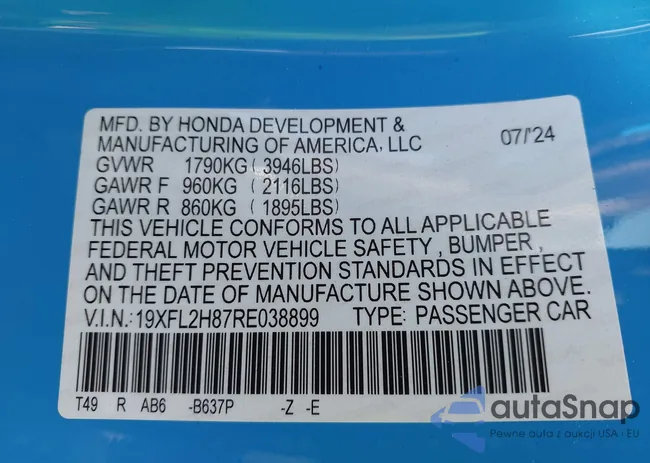 MFD. BY HONDA DEVELOPMENT &
MANUFACTURING OF AMERICA, LLC 07/'24
GVWR 1790KG (3946LBS)
GAWR F 960KG (2116LBS)
GAWR R 860KG (1895LBS)
THIS VEHICLE CONFORMS TO ALL APPLICABLE
FEDERAL MOTOR VEHICLE SAFETY, BUMPER,
AND THEFT PREVENTION STANDARDS IN EFFECT
ON THE DATE OF MANUFACTURE SHOWN ABOVE.
V.I.N.:19XFL2H87RE038899 TYPE: PASSENGER CAR
T49 R AB6 -B637P -Z -E
autaSnap
Pewne auta z aukcji USA i EU